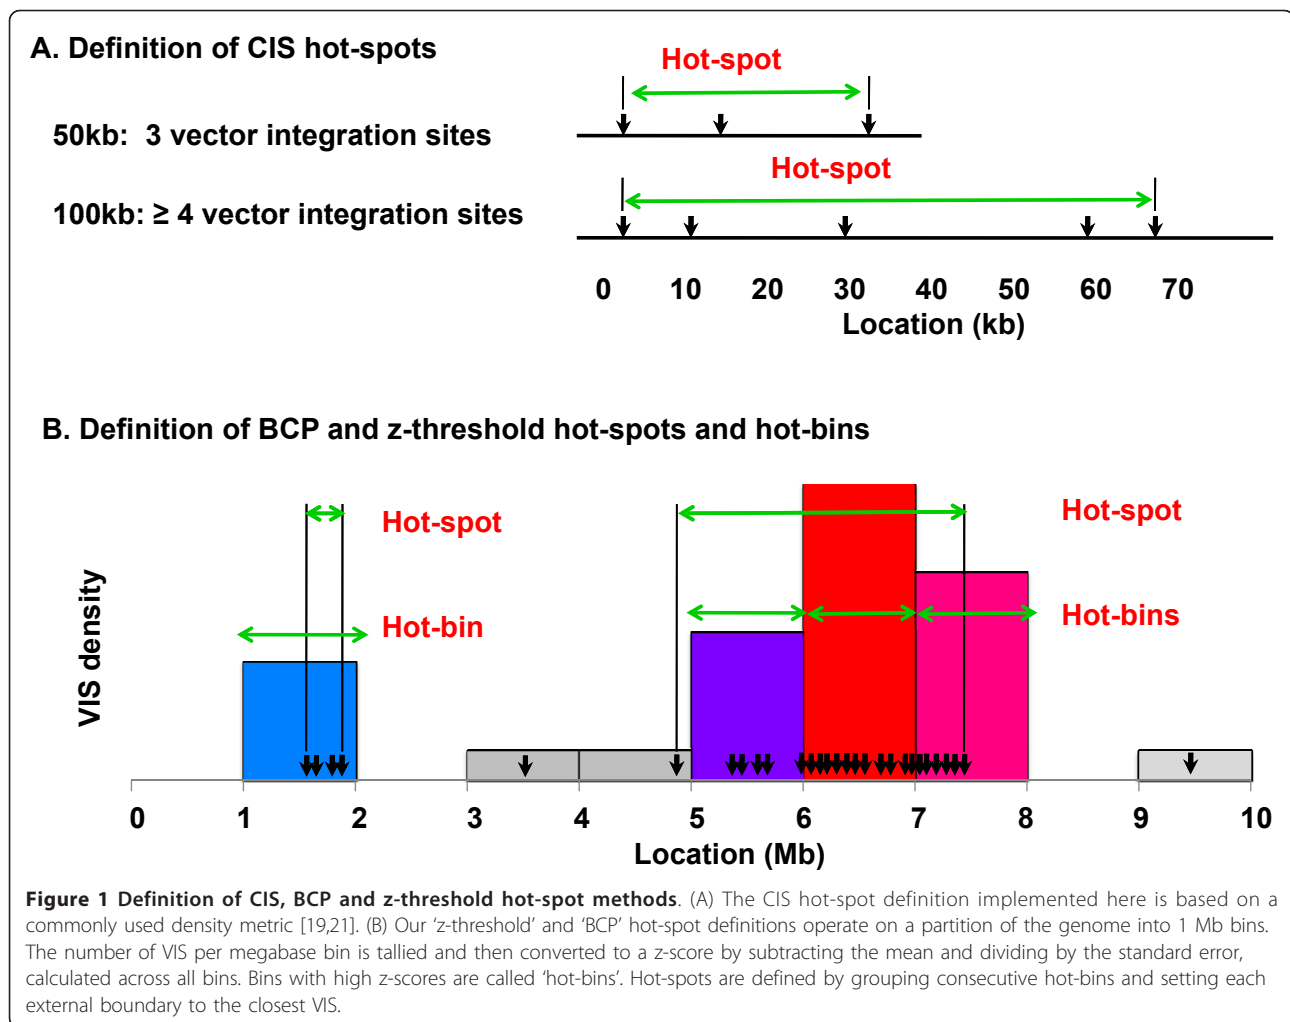 A. Definition of CIS hot-spots
Hot-spot
50kb: 3 vector integration sites
Hot-spot
100kb: ≥ 4 vector integration sites
0 10 20 30 40 50 60 70
Location (kb)
B. Definition of BCP and z-threshold hot-spots and hot-bins
Hot-spot
Hot-spot
Hot-bin
Hot-bins
VIS density
0 1 2 3 4 5 6 7 8 9 10
Location (Mb)
Figure 1 Definition of CIS, BCP and z-threshold hot-spot methods. (A) The CIS hot-spot definition implemented here is based on a
commonly used density metric [19,21]. (B) Our ‘z-threshold’ and ‘BCP’ hot-spot definitions operate on a partition of the genome into 1 Mb bins.
The number of VIS per megabase bin is tallied and then converted to a z-score by subtracting the mean and dividing by the standard error,
calculated across all bins. Bins with high z-scores are called ‘hot-bins’. Hot-spots are defined by grouping consecutive hot-bins and setting each
external boundary to the closest VIS.